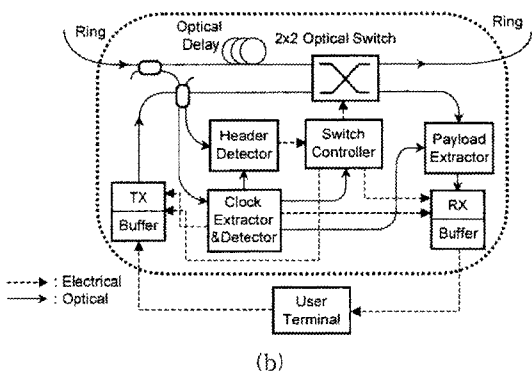 Ring
Optical
Delay
2x2 Optical Switch
Ring
Header
Detector
Switch
Controller
Payload
Extractor
TX
Buffer
Clock
Extractor
&Detector
RX
Buffer
: Electrical
: Optical
User
Terminal
(b)